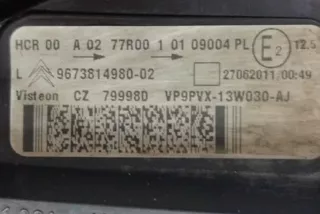 HCR 00 A 02 77R00 1 01 09004 PL E2 12.5
L 9673814980-02 27062011 00:49
Visteon CZ 79998D VP9PVX-13W030-AJ